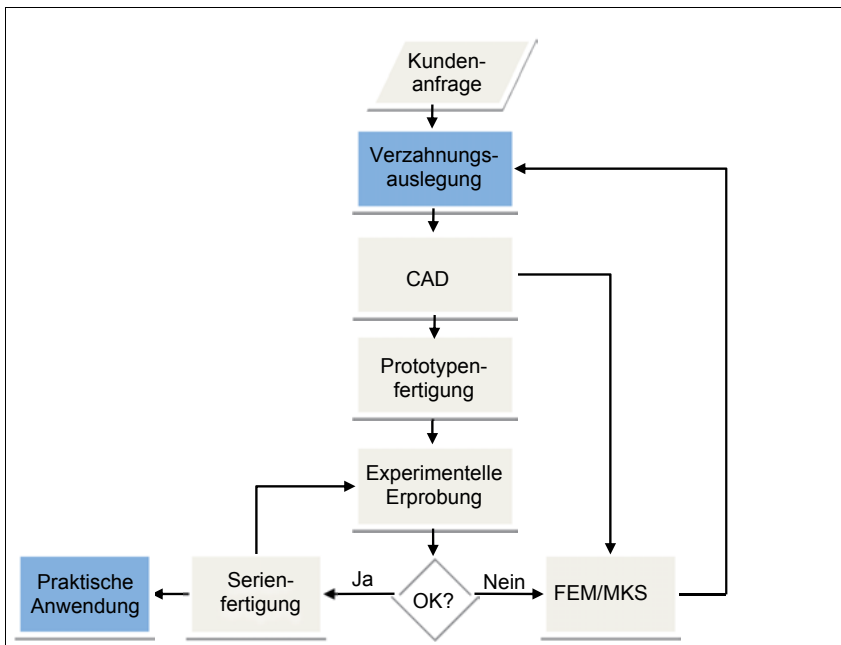 Kunden-
anfrage
Verzahnungs-
auslegung
CAD
Prototypen-
fertigung
Experimentelle
Erprobung
Praktische
Anwendung
Serien-
fertigung
Ja
OK?
Nein
FEM/MKS